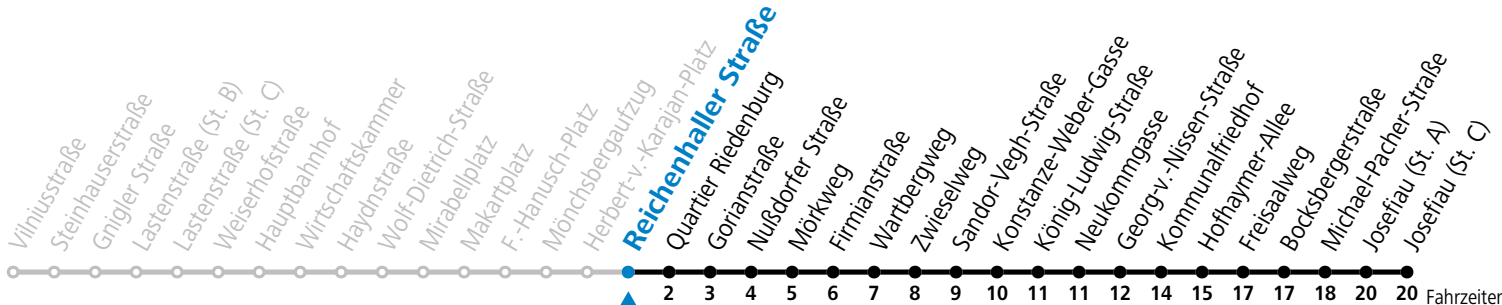 Vilniusstraße
Steinhauserstraße
Gnigler Straße
Lastenstraße (St. B)
Lastenstraße (St. C)
Weiserhofstraße
Hauptbahnhof
Wirtschaftskammer
Haydnstraße
Wolf-Dietrich-Straße
Mirabellplatz
Makartplatz
F.-Hanusch-Platz
Mönchsbergaufzug
Herbert-v.-Karajan-Platz
Reichenhaller Straße
Quartier Riedenburg
Gorianstraße
Nußdorfer Straße
Mörkweg
Firmianstraße
Wartbergweg
Zwieselweg
Sandor-Vegh-Straße
Konstanze-Weber-Gasse
König-Ludwig-Straße
Neukommgasse
Georg-v.-Nissen-Straße
Kommunalfriedhof
Hofhaymer-Allee
Freisaalweg
Bocksbergerstraße
Michael-Pacher-Straße
Josefiau (St. A)
Josefiau (St. C)
2 3 4 5 6 7 8 9 10 11 11 12 14 15 17 17 18 20 20 Fahrzeiter